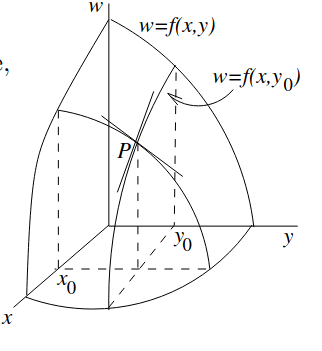 w
w=f(x,y)
e,
w=f(x,y₀)
P
y₀
y
x₀
x